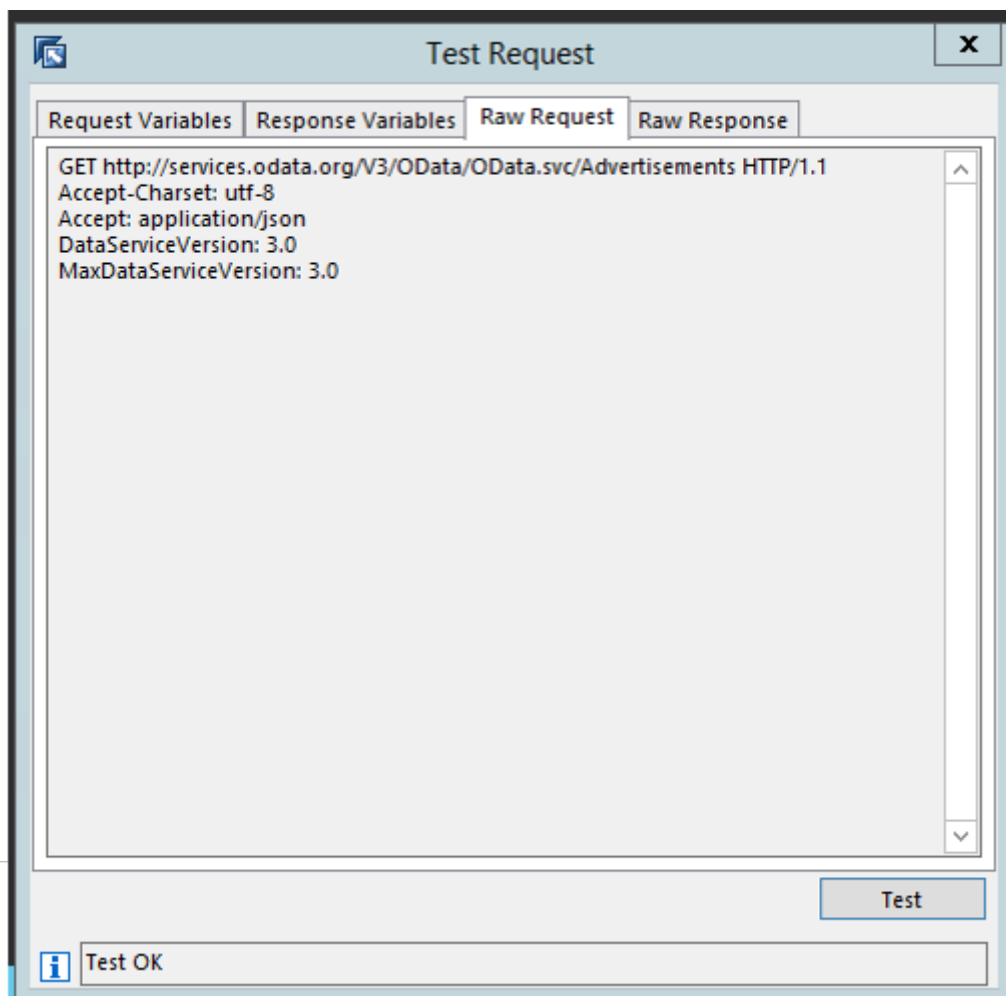 Test Request
x
Request Variables Response Variables Raw Request Raw Response
GET http://services.odata.org/V3/OData/OData.svc/Advertisements HTTP/1.1
Accept-Charset: utf-8
Accept: application/json
DataServiceVersion: 3.0
MaxDataServiceVersion: 3.0
Test
Test OK